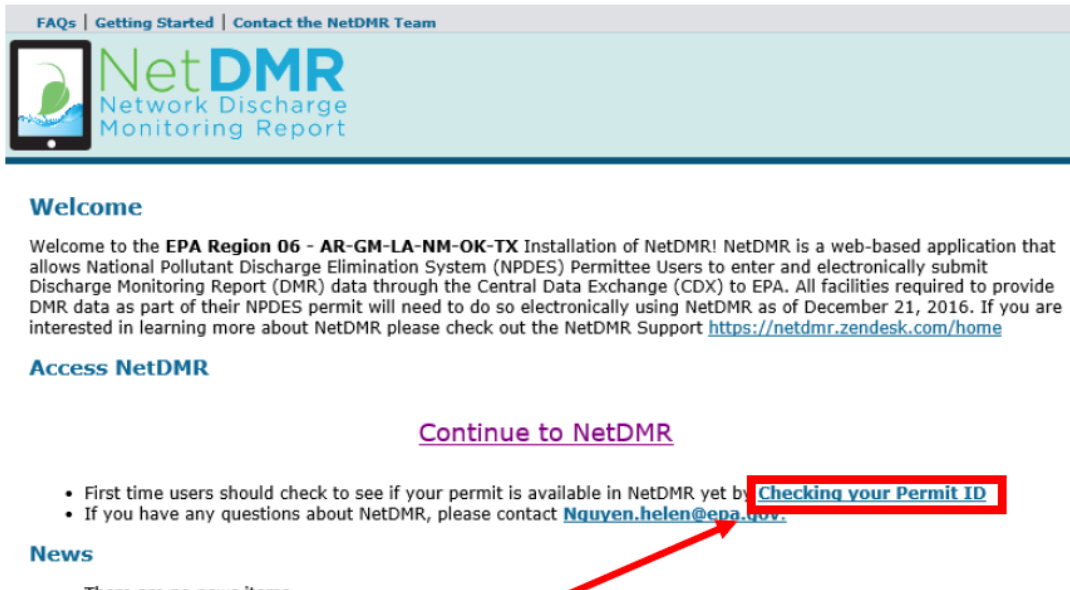 FAQs | Getting Started | Contact the NetDMR Team
NetDMR
Network Discharge
Monitoring Report
Welcome
Welcome to the EPA Region 06 - AR-GM-LA-NM-OK-TX Installation of NetDMR! NetDMR is a web-based application that
allows National Pollutant Discharge Elimination System (NPDES) Permittee Users to enter and electronically submit
Discharge Monitoring Report (DMR) data through the Central Data Exchange (CDX) to EPA. All facilities required to provide
DMR data as part of their NPDES permit will need to do so electronically using NetDMR as of December 21, 2016. If you are
interested in learning more about NetDMR please check out the NetDMR Support https://netdmr.zendesk.com/home
Access NetDMR
Continue to NetDMR
• First time users should check to see if your permit is available in NetDMR yet by Checking your Permit ID
• If you have any questions about NetDMR, please contact Nguyen.helen@epa.gov.
News
There are no news items